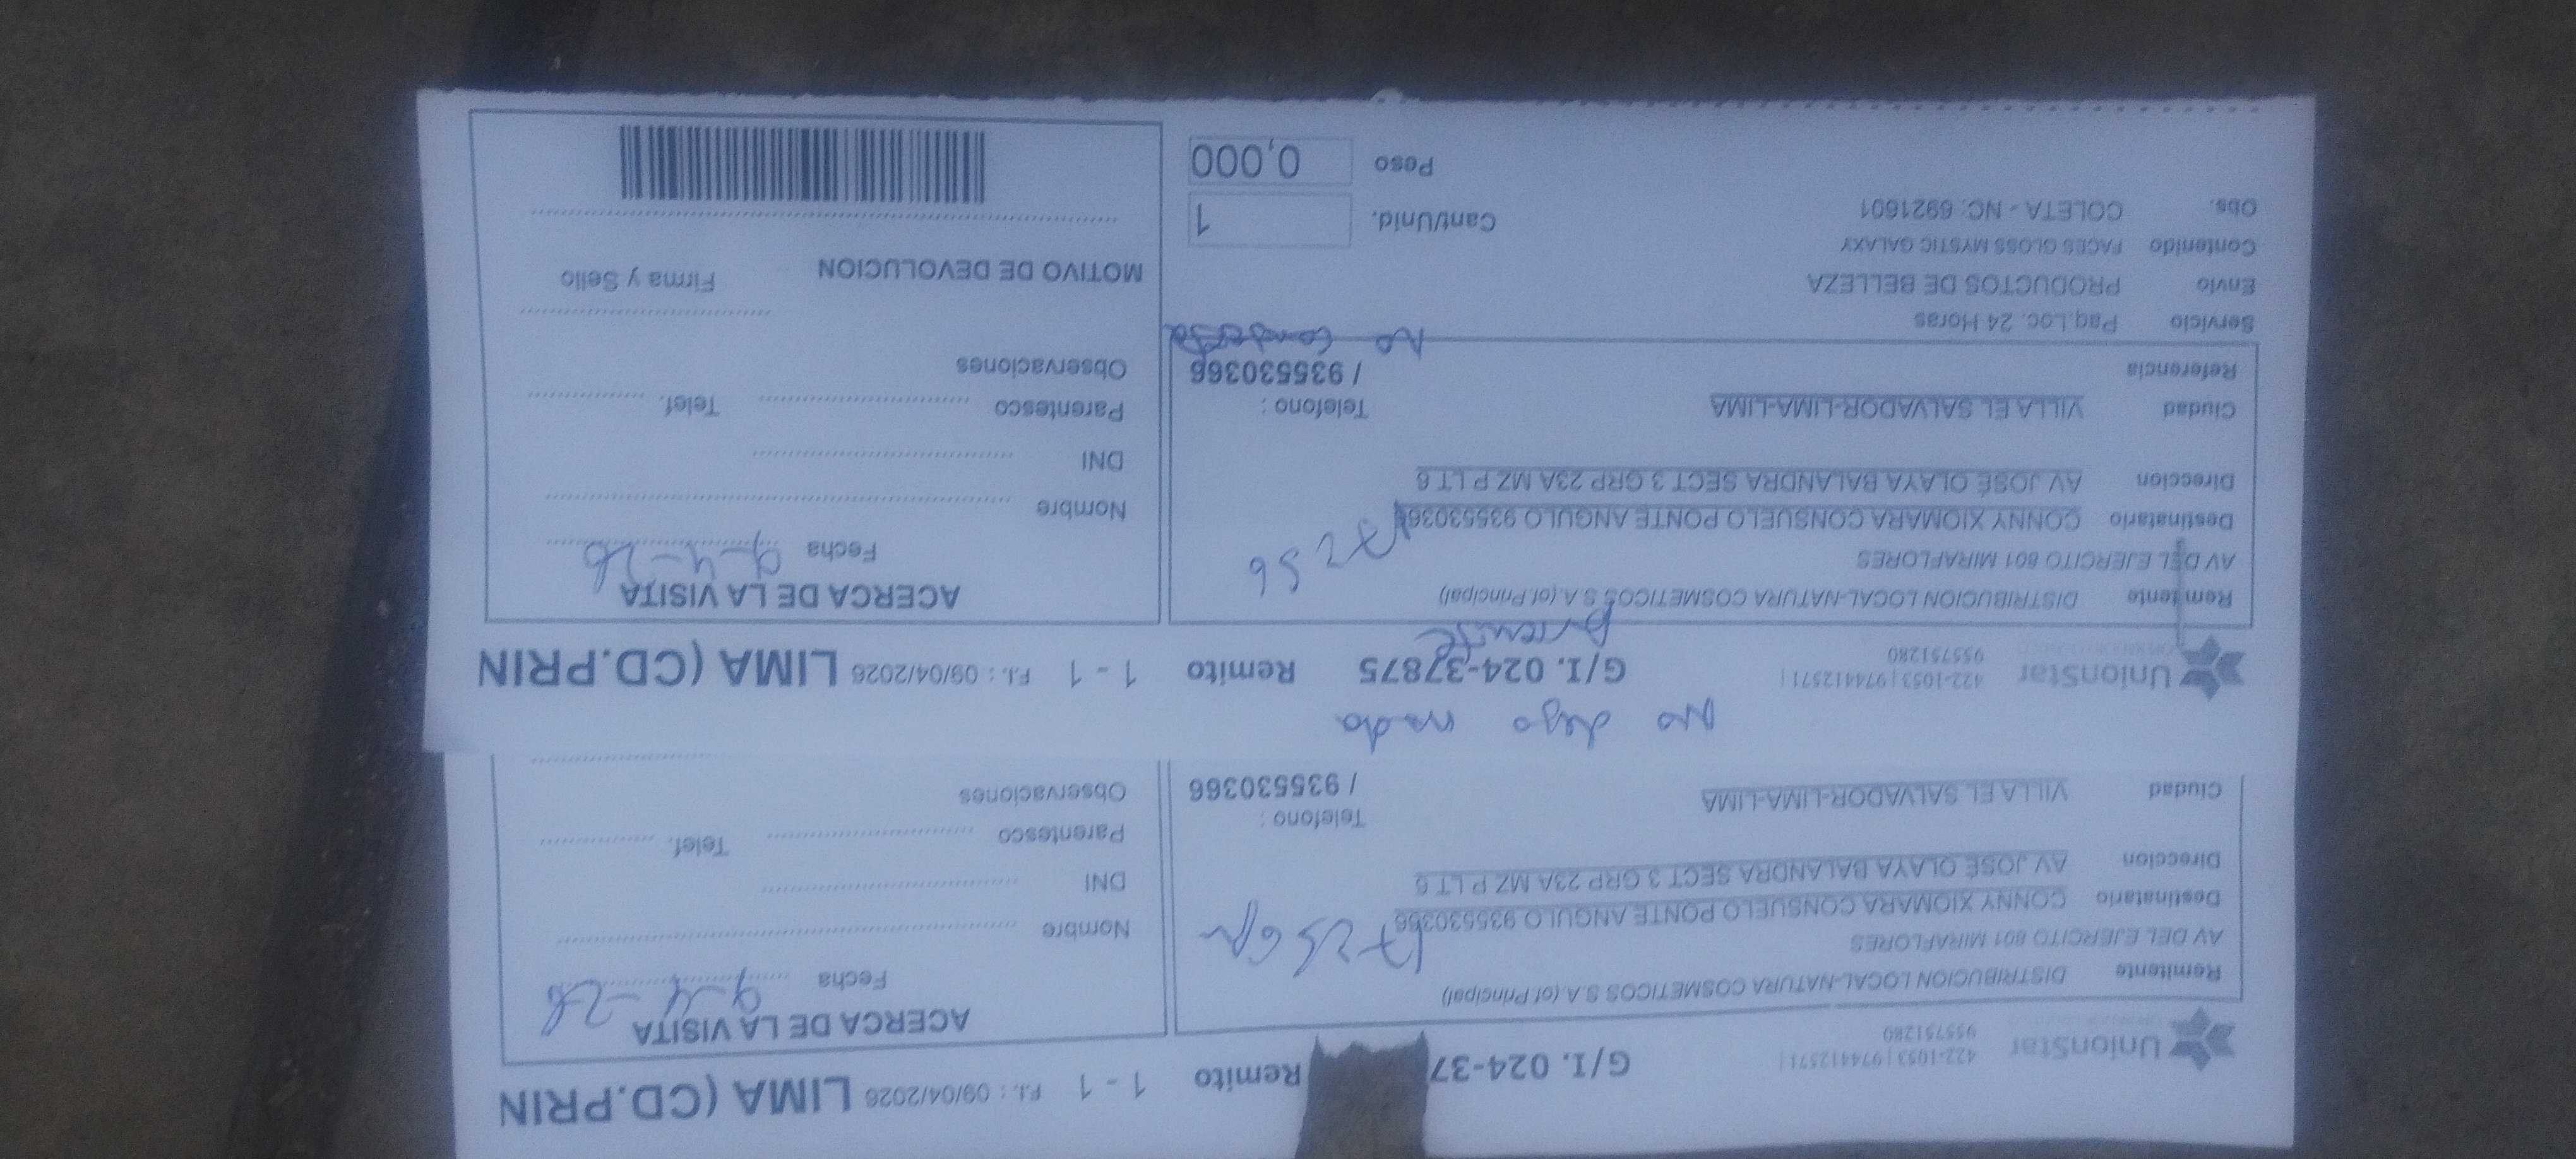 UnionStar
422-1053 | 974412571 |
955751280
G/I. 024-37
Remito
1 - 1
F.I. : 09/04/2026
LIMA (CD.PRIN
Remitente DISTRIBUCION LOCAL-NATURA COSMETICOS S.A.(of.Principal)
AV DEL EJERCITO 801 MIRAFLORES
Destinatario CONNY XIOMARA CONSUELO PONTE ANGULO 935530366
Direccion AV JOSÉ OLAYA BALANDRA SECT 3 GRP 23A MZ P LT 6
Ciudad VILLA EL SALVADOR-LIMA-LIMA
Telefono :
/ 935530366
ACERCA DE LA VISITA
Fecha 9-4-26
Nombre
DNI
Parentesco Telef.
Observaciones
No dejo nada
UnionStar
422-1053 | 974412571 |
955751280
G/I. 024-37875
Remito
1 - 1
F.I. : 09/04/2026
LIMA (CD.PRIN
Remitente DISTRIBUCION LOCAL-NATURA COSMETICOS S.A.(of.Principal)
AV DEL EJERCITO 801 MIRAFLORES
Destinatario CONNY XIOMARA CONSUELO PONTE ANGULO 935530366
Direccion AV JOSÉ OLAYA BALANDRA SECT 3 GRP 23A MZ P LT 6
Ciudad VILLA EL SALVADOR-LIMA-LIMA
Telefono :
/ 935530366
Referencia
No contesta
ACERCA DE LA VISITA
Fecha 9-4-26
Nombre
DNI
Parentesco Telef.
Observaciones
MOTIVO DE DEVOLUCION
Firma y Sello
Servicio Paq.Loc. 24 Horas
Envio PRODUCTOS DE BELLEZA
Contenido FACES GLOSS MYSTIC GALAXY
Obs. COLETA - NC: 6921601
Cant/Unid. 1
Peso 0,000